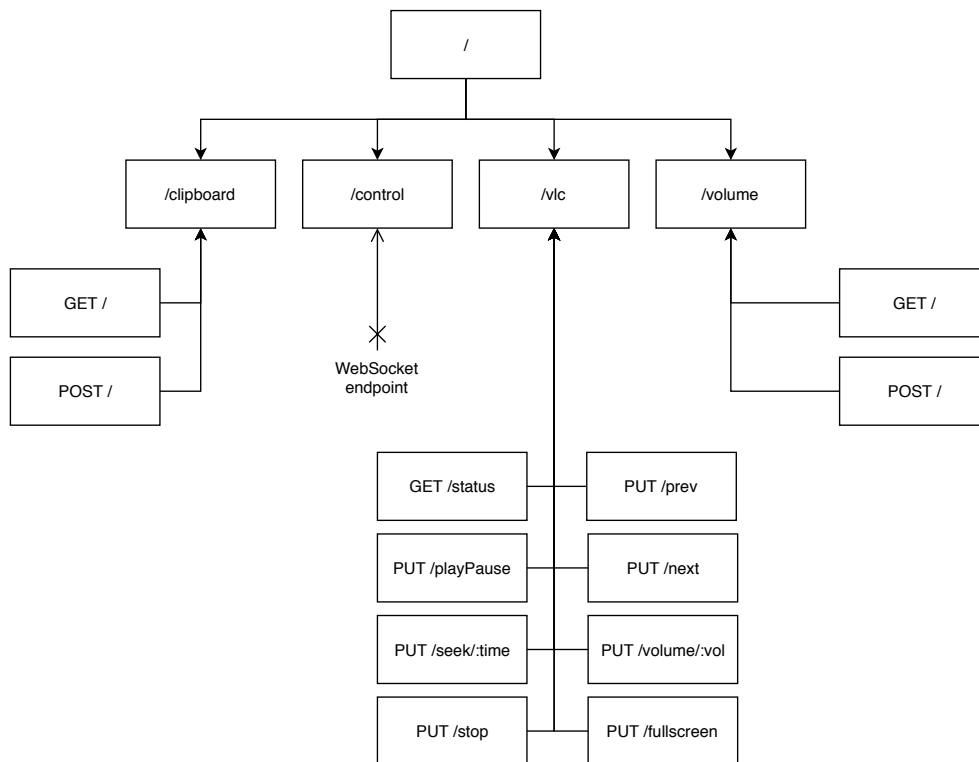 /
/clipboard
/control
/vlc
/volume
GET /
GET /
POST /
WebSocket
endpoint
POST /
GET /status
PUT /prev
PUT /playPause
PUT /next
PUT /seek/:time
PUT /volume/:vol
PUT /stop
PUT /fullscreen